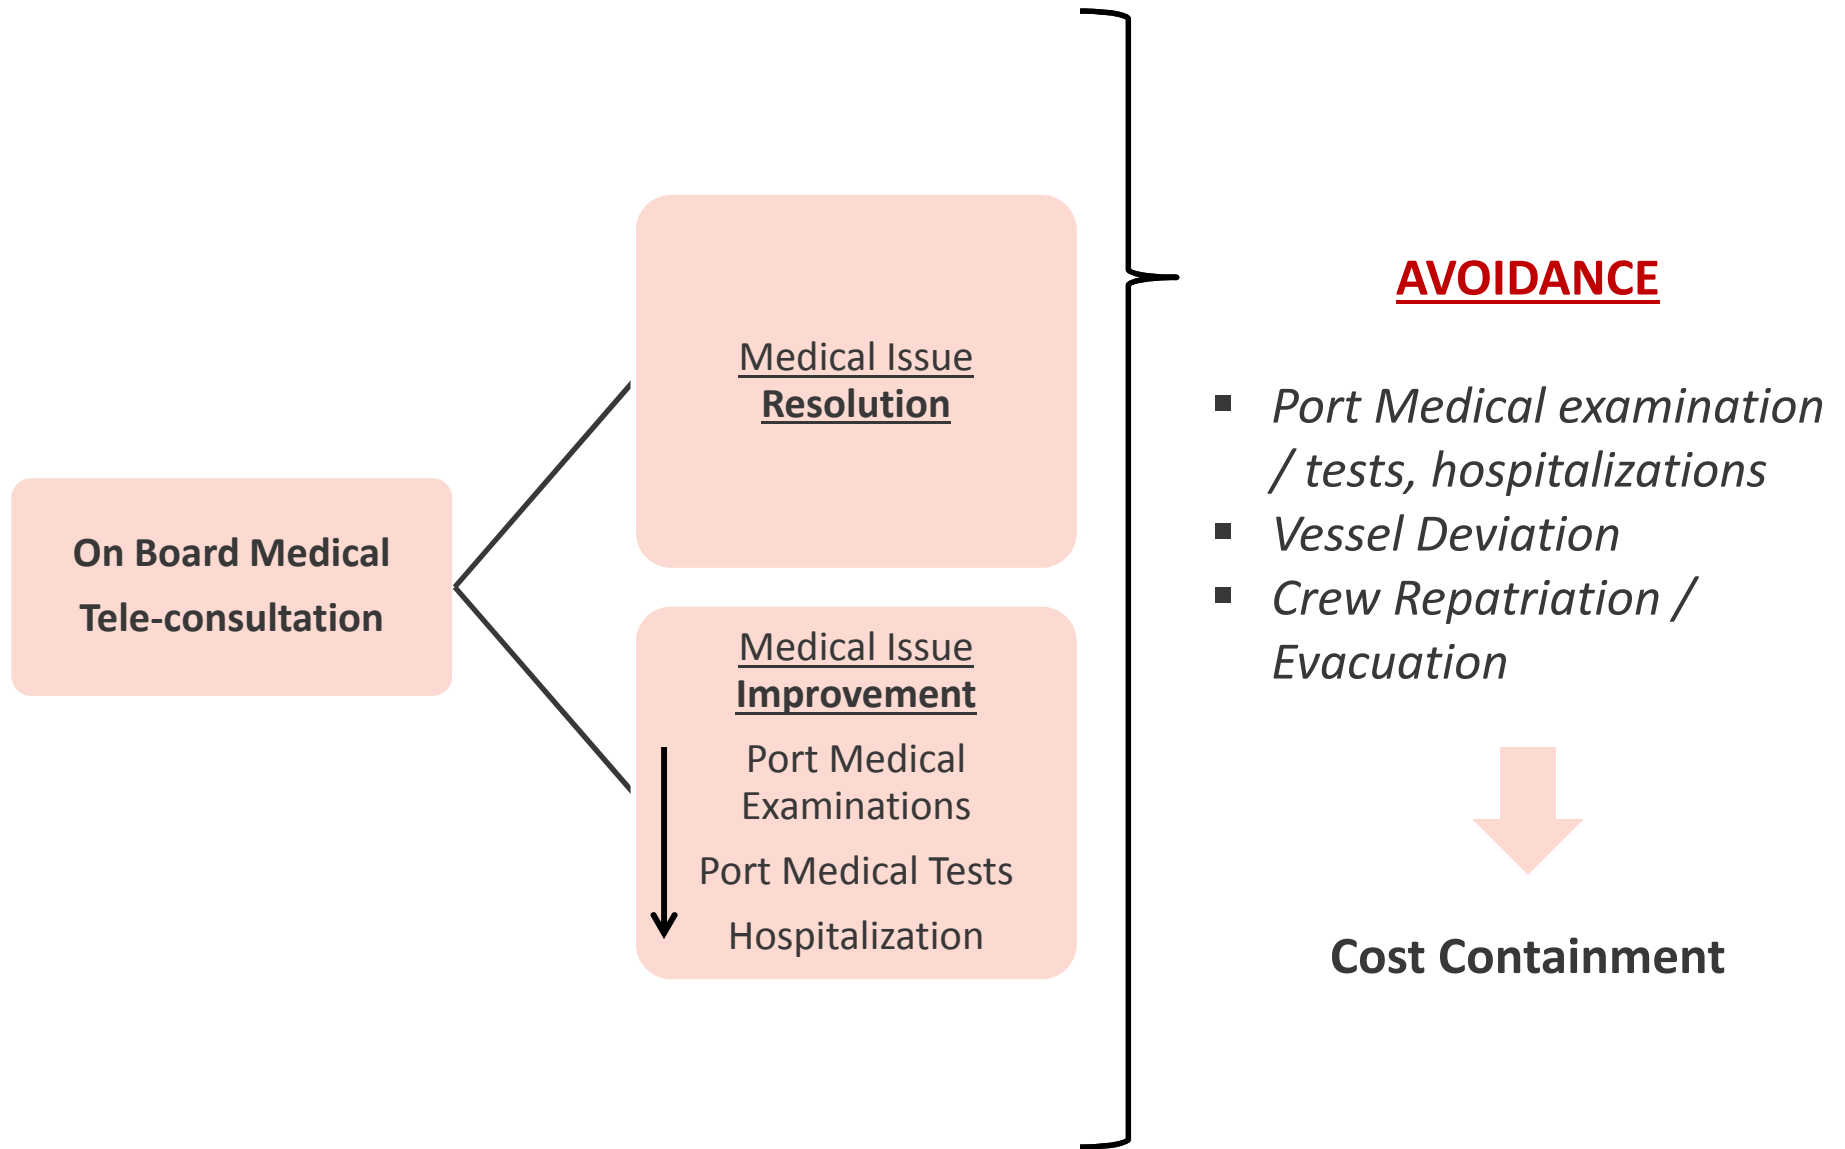 On Board Medical
Tele-consultation
Medical Issue
Resolution
Medical Issue
Improvement
Port Medical
Examinations
Port Medical Tests
Hospitalization
AVOIDANCE
▪ Port Medical examination
/ tests, hospitalizations
▪ Vessel Deviation
▪ Crew Repatriation /
Evacuation
Cost Containment